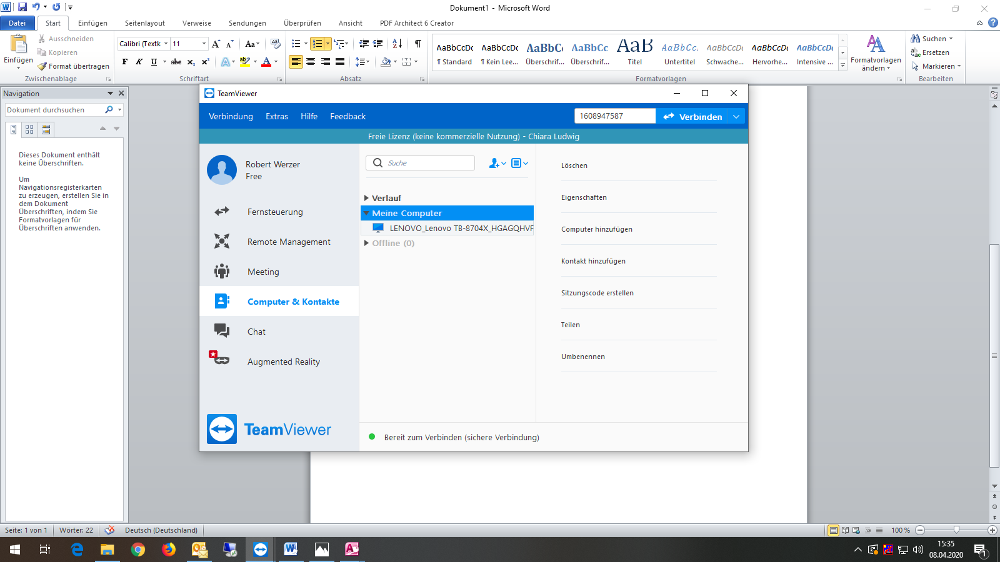 Dokument1 - Microsoft Word
Datei Start Einfügen Seitenlayout Verweise Sendungen Überprüfen Ansicht PDF Architect 6 Creator
Einfügen
Ausschneiden
Kopieren
Format übertragen
Zwischenablage
Calibri (Textk 11
Schriftart
Absatz
AaBbCcDc AaBbCcDc AaBbCc AaBbCc AaB AaBbCc. AaBbCcDc AaBbCcDc AaBbCcDc
¶ Standard ¶ Kein Lee... Überschrif... Überschrif... Titel Untertitel Schwache... Hervorhe... Intensive ...
Formatvorlagen
Formatvorlagen
ändern
Suchen
Ersetzen
Markieren
Bearbeiten
Navigation
Dokument durchsuchen
Dieses Dokument enthält
keine Überschriften.
Um
Navigationsregisterkarten
zu erzeugen, erstellen Sie in
dem Dokument
Überschriften, indem Sie
Formatvorlagen für
Überschriften anwenden.
TeamViewer
Verbindung Extras Hilfe Feedback
1608947587 Verbinden
Freie Lizenz (keine kommerzielle Nutzung) - Chiara Ludwig
Robert Werzer
Free
Fernsteuerung
Remote Management
Meeting
Computer & Kontakte
Chat
Augmented Reality
TeamViewer
Suche
Verlauf
Meine Computer
LENOVO_Lenovo TB-8704X_HGAGQHVF
Offline (0)
Löschen
Eigenschaften
Computer hinzufügen
Kontakt hinzufügen
Sitzungscode erstellen
Teilen
Umbenennen
Bereit zum Verbinden (sichere Verbindung)
Seite: 1 von 1 Wörter: 22 Deutsch (Deutschland) 100 %
15:35
08.04.2020
1